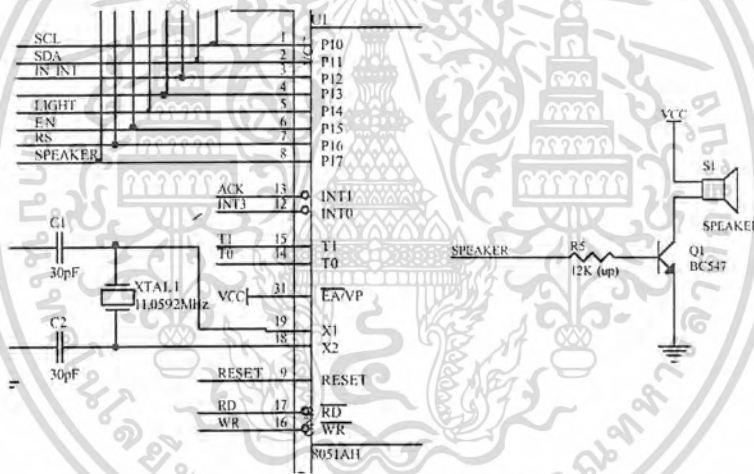 U1
SCL 1 P10
SDA 2 P11
IN INT 3 P12
4 P13
LIGHT 5 P14
EN 6 P15
RS 7 P16
SPEAKER 8 P17
ACK 13 INT1
INT3 12 INT0
T1 15 T1
T0 14 T0
VCC 31 EA/VP
19 X1
18 X2
RESET 9 RESET
RD 17 RD
WR 16 WR
8051AH
C1
30pF
XTAL1
11.0592MHz
C2
30pF
VCC
S1
SPEAKER
SPEAKER
R5
12K (up)
Q1
BC547